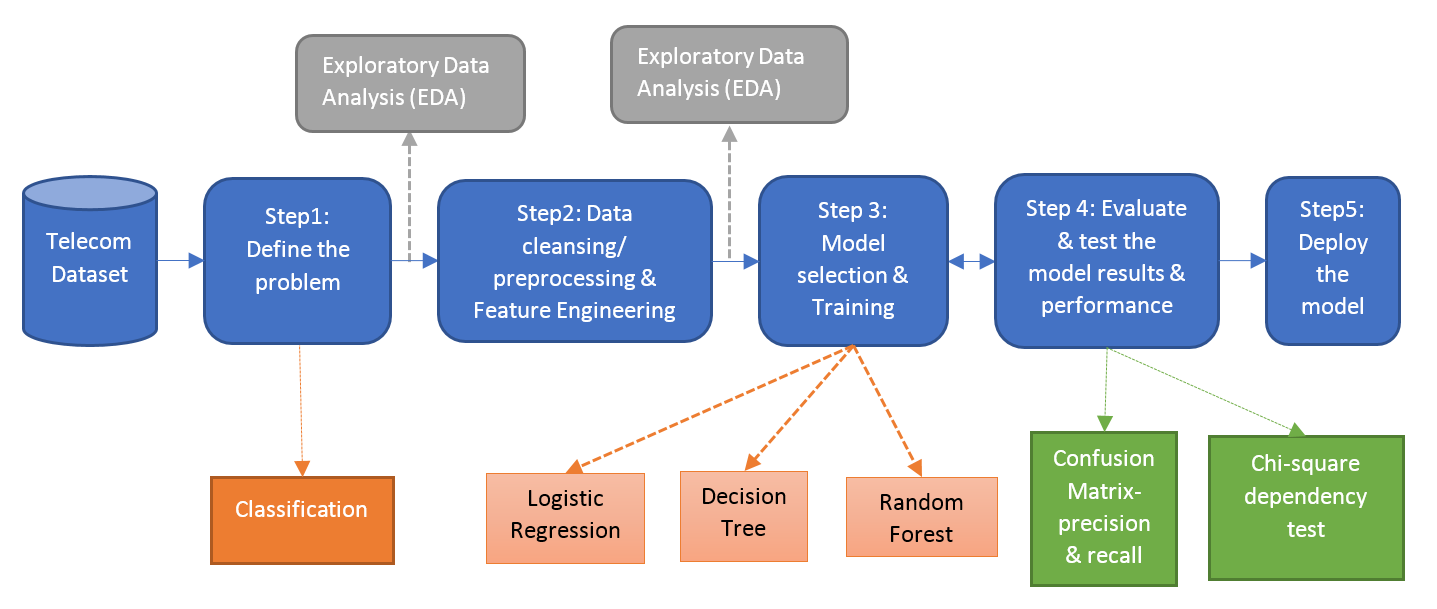 Exploratory Data
Analysis (EDA)
Exploratory Data
Analysis (EDA)
Telecom
Dataset
Step1:
Define the
problem
Step2: Data
cleansing/
preprocessing &
Feature Engineering
Step 3:
Model
selection &
Training
Step 4: Evaluate
& test the
model results &
performance
Step5:
Deploy
the
model
Classification
Logistic
Regression
Decision
Tree
Random
Forest
Confusion
Matrix-
precision
& recall
Chi-square
dependency
test